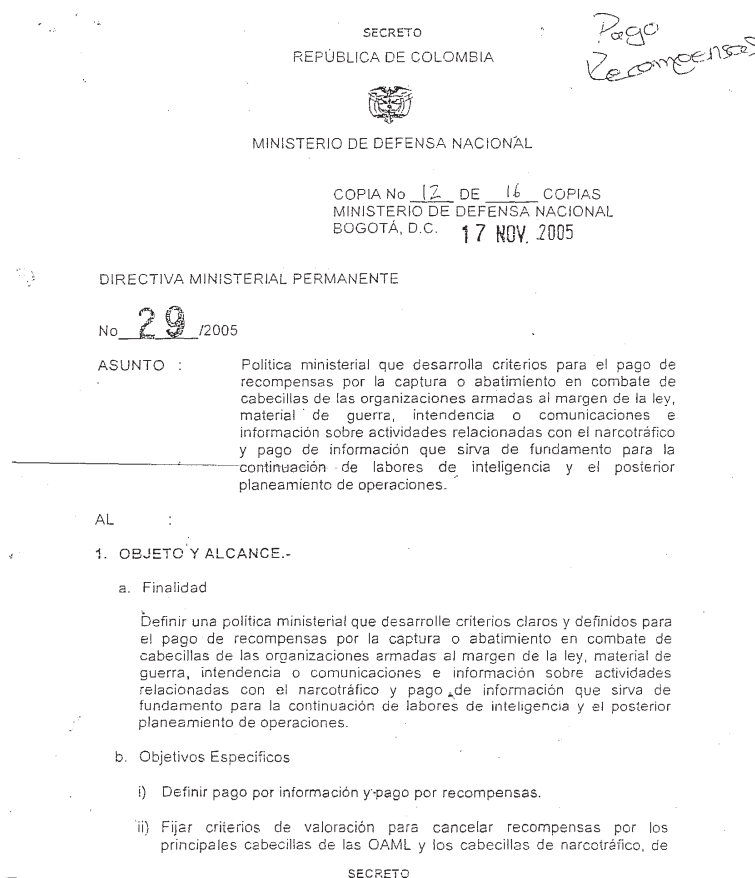 SECRETO
Pago
Recompensas
REPÚBLICA DE COLOMBIA
MINISTERIO DE DEFENSA NACIONAL
COPIA No 12 DE 16 COPIAS
MINISTERIO DE DEFENSA NACIONAL
BOGOTÁ, D.C. 17 NOV. 2005
DIRECTIVA MINISTERIAL PERMANENTE
No 29 /2005
ASUNTO : Política ministerial que desarrolla criterios para el pago de
recompensas por la captura o abatimiento en combate de
cabecillas de las organizaciones armadas al margen de la ley,
material de guerra, intendencia o comunicaciones e
información sobre actividades relacionadas con el narcotráfico
y pago de información que sirva de fundamento para la
continuación de labores de inteligencia y el posterior
planeamiento de operaciones.
AL :
1. OBJETO Y ALCANCE.-
a. Finalidad
Definir una política ministerial que desarrolle criterios claros y definidos para
el pago de recompensas por la captura o abatimiento en combate de
cabecillas de las organizaciones armadas al margen de la ley, material de
guerra, intendencia o comunicaciones e información sobre actividades
relacionadas con el narcotráfico y pago de información que sirva de
fundamento para la continuación de labores de inteligencia y el posterior
planeamiento de operaciones.
b. Objetivos Específicos
i) Definir pago por información y pago por recompensas.
ii) Fijar criterios de valoración para cancelar recompensas por los
principales cabecillas de las OAML y los cabecillas de narcotráfico, de
SECRETO